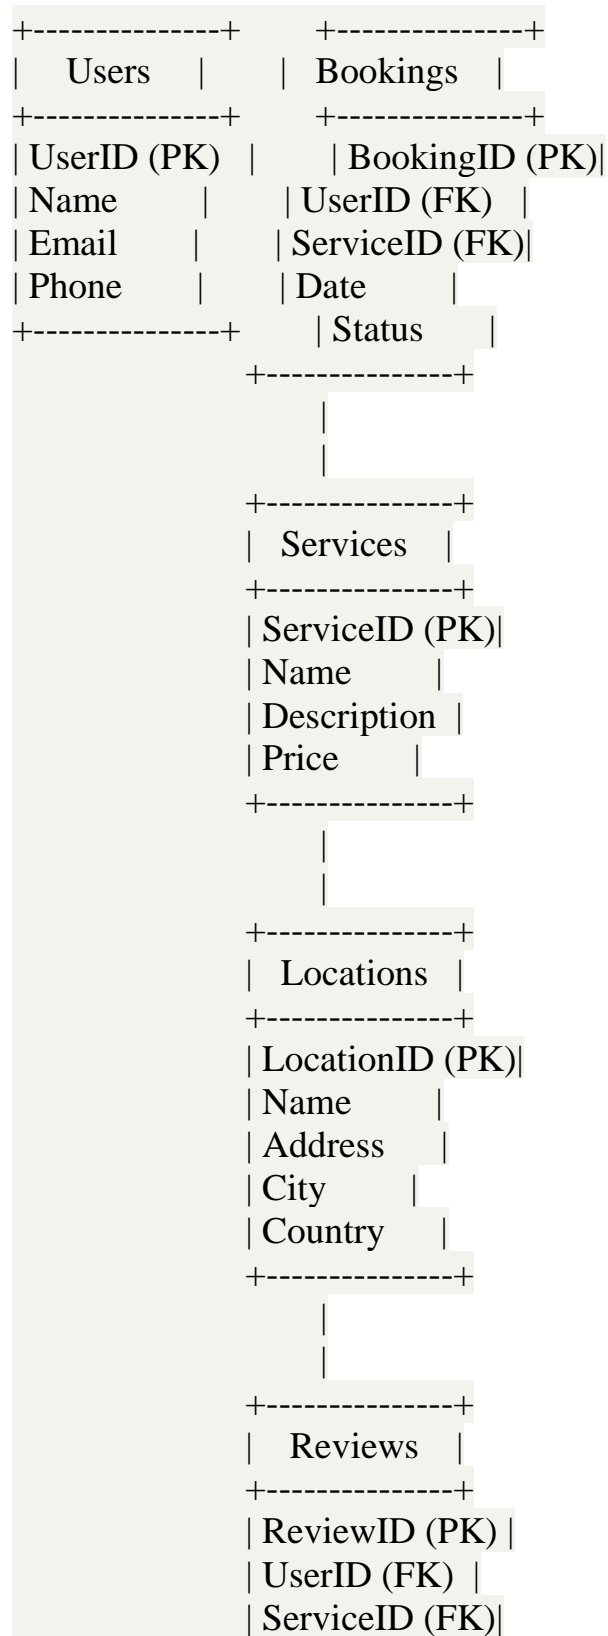 +---------------+ +---------------+
| Users | | Bookings |
+---------------+ +---------------+
| UserID (PK) | | BookingID (PK)|
| Name | | UserID (FK) |
| Email | | ServiceID (FK)|
| Phone | | Date |
+---------------+ | Status |
+---------------+
|
|
+---------------+
| Services |
+---------------+
| ServiceID (PK)|
| Name |
| Description |
| Price |
+---------------+
|
|
+---------------+
| Locations |
+---------------+
| LocationID (PK)|
| Name |
| Address |
| City |
| Country |
+---------------+
|
|
+---------------+
| Reviews |
+---------------+
| ReviewID (PK) |
| UserID (FK) |
| ServiceID (FK)|